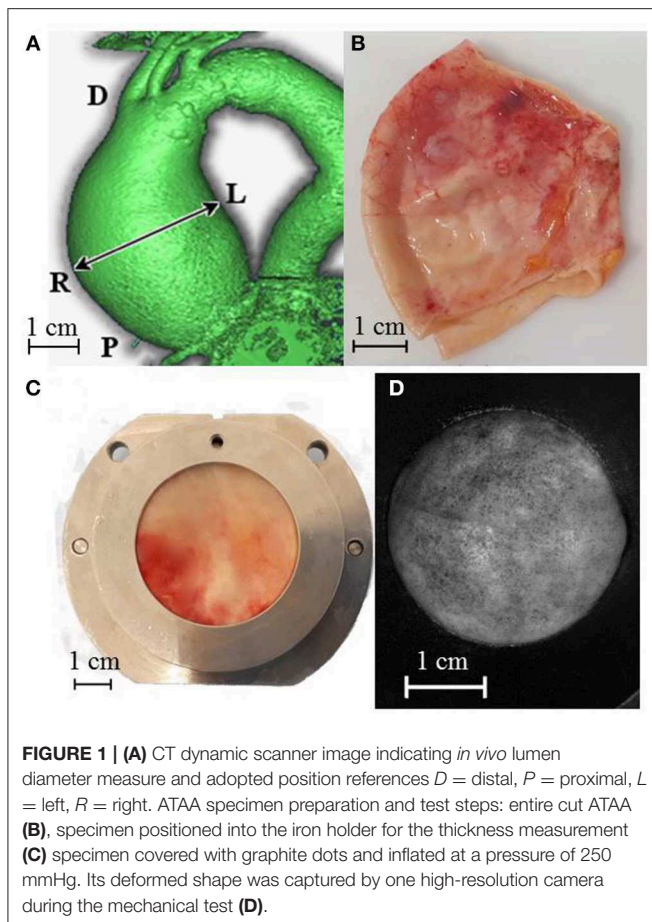 A
B
D
L
R
P
1 cm
1 cm
C
D
1 cm
1 cm
FIGURE 1 | (A) CT dynamic scanner image indicating in vivo lumen
diameter measure and adopted position references D = distal, P = proximal, L
= left, R = right. ATAA specimen preparation and test steps: entire cut ATAA
(B), specimen positioned into the iron holder for the thickness measurement
(C) specimen covered with graphite dots and inflated at a pressure of 250
mmHg. Its deformed shape was captured by one high-resolution camera
during the mechanical test (D).